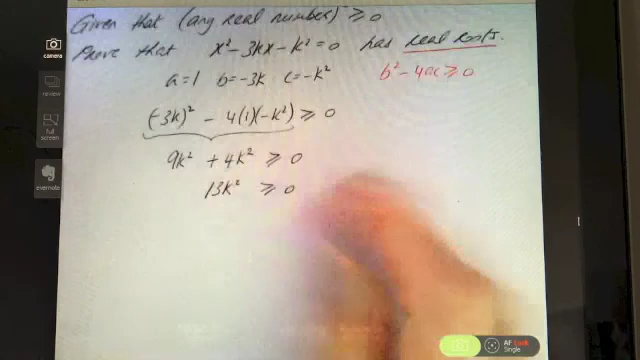 Given that (any real number) ⩾ 0
Prove that x² - 3kx - k² = 0 has real roots.
a = 1 b = -3k c = -k² b² - 4ac ⩾ 0
(-3k)² - 4(1)(-k²) ⩾ 0
9k² + 4k² ⩾ 0
13k² ⩾ 0
camera
review
full screen
evernote
AF Lock
Single